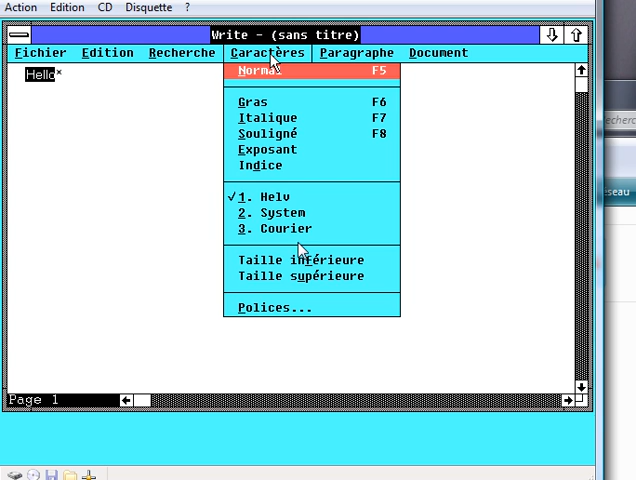 Action Edition CD Disquette ?
Write - (sans titre)
Fichier Edition Recherche Caractères Paragraphe Document
Hello
Normal F5
Gras F6
Italique F7
Souligné F8
Exposant
Indice
√1. Helv
2. System
3. Courier
Taille inférieure
Taille supérieure
Polices...
Page 1